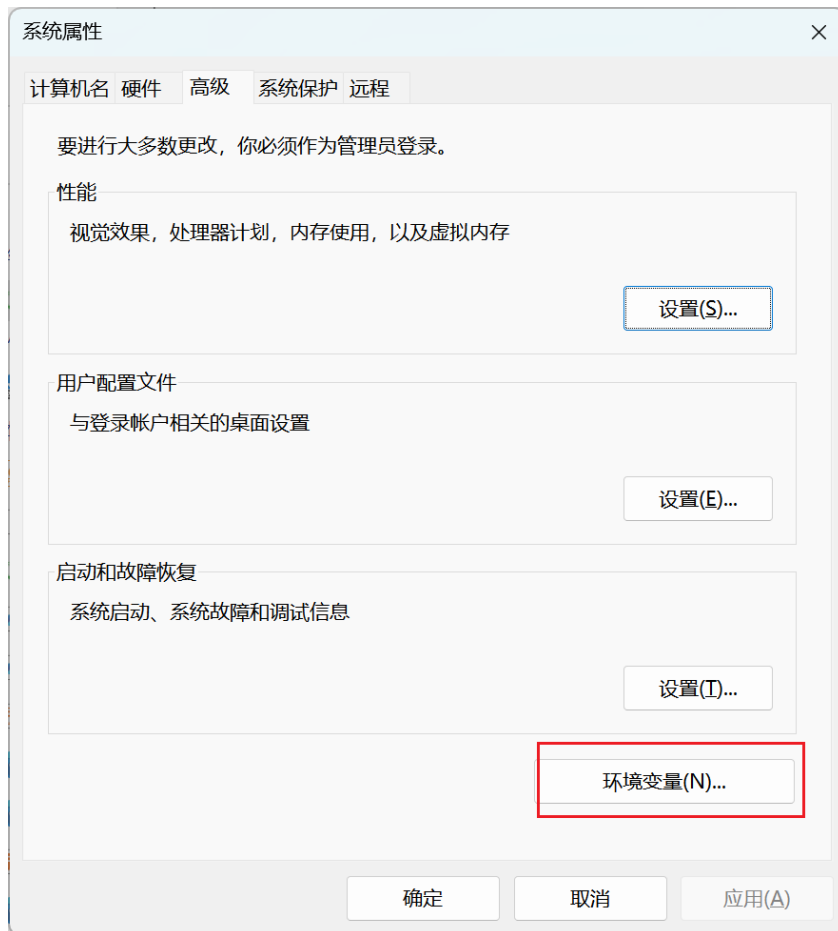 系统属性
计算机名 硬件 高级 系统保护 远程
要进行大多数更改，你必须作为管理员登录。
性能
视觉效果，处理器计划，内存使用，以及虚拟内存
设置(S)...
用户配置文件
与登录帐户相关的桌面设置
设置(E)...
启动和故障恢复
系统启动、系统故障和调试信息
设置(T)...
环境变量(N)...
确定 取消 应用(A)